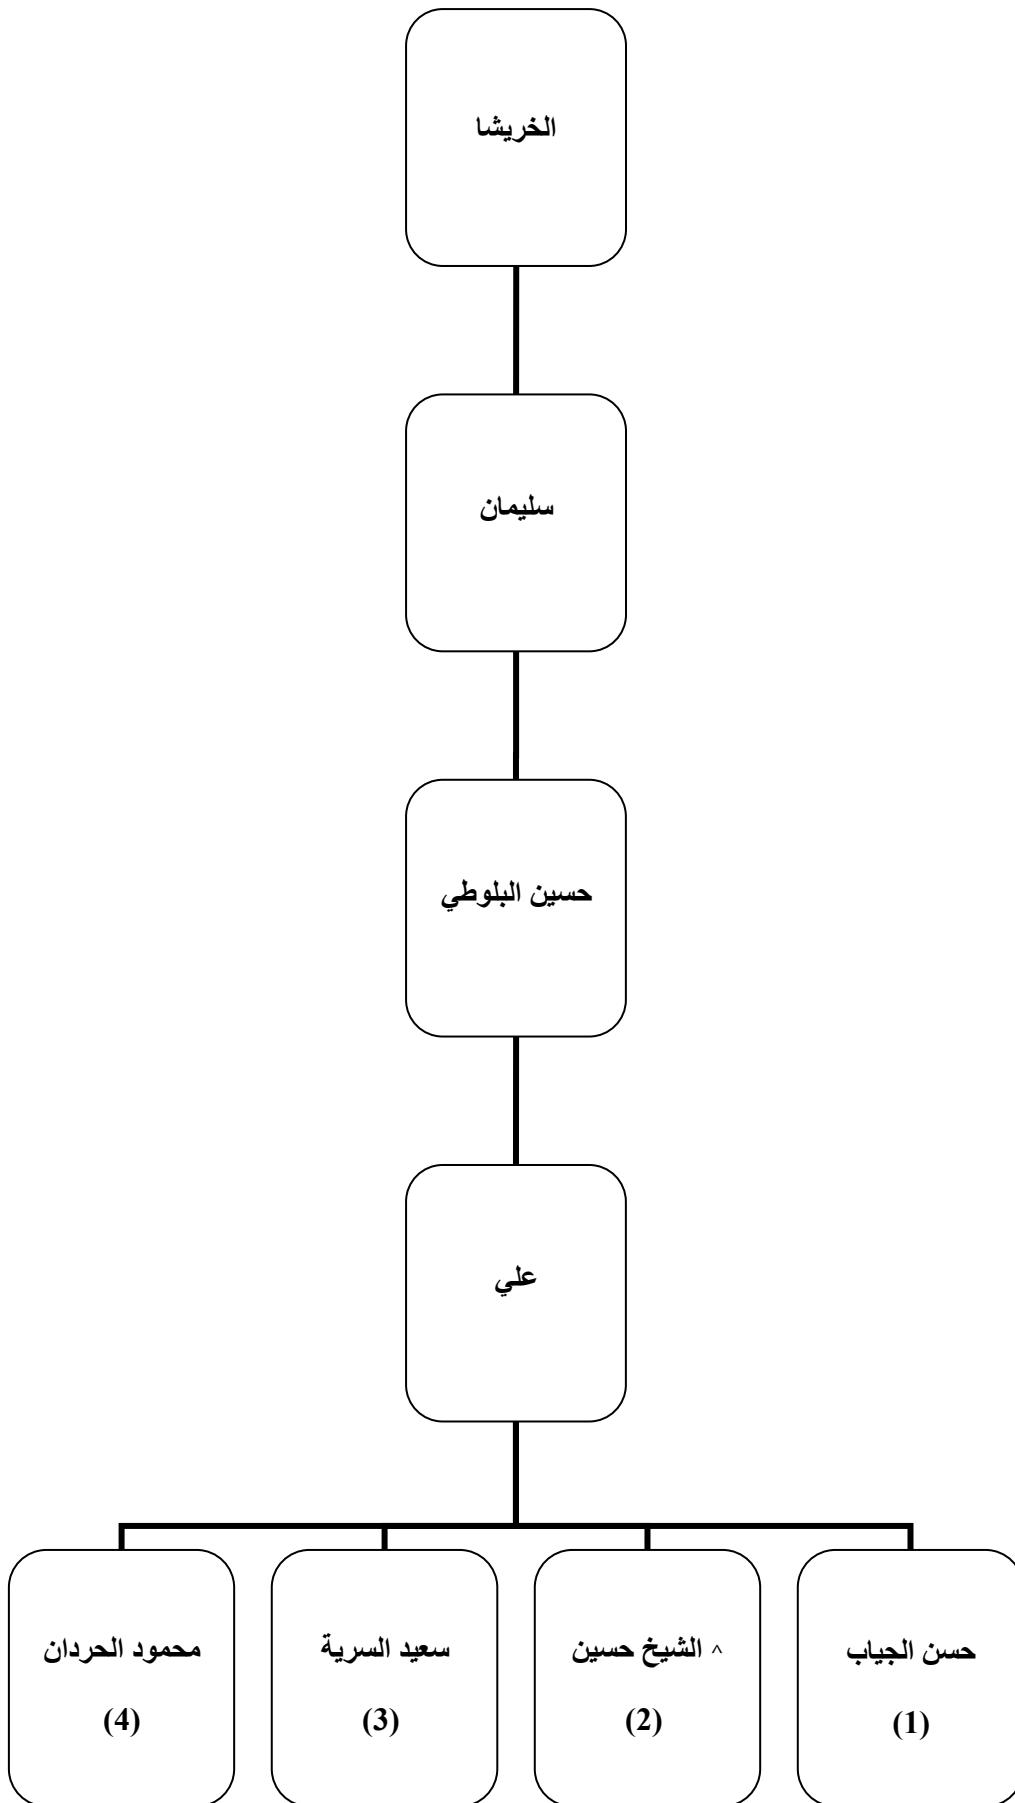 الخريشا
سليمان
حسين البلوطي
علي
حسن الجياب
(1)
^ الشيخ حسين
(2)
سعيد السرية
(3)
محمود الحردان
(4)